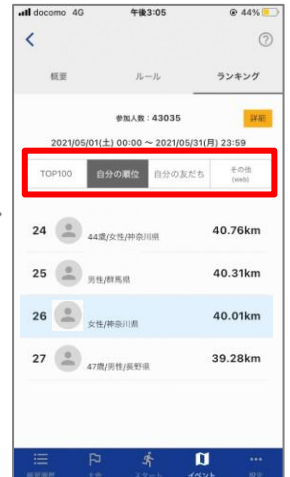 docomo 4G 午後3:05 44%
概要 ルール ランキング
参加人数：43035 詳細
2021/05/01(土) 00:00 ～ 2021/05/31(月) 23:59
TOP100 自分の順位 自分の友だち その他
(web)
24 44歳/女性/神奈川県 40.76km
25 男性/群馬県 40.31km
26 女性/神奈川県 40.01km
27 47歳/男性/長野県 39.28km